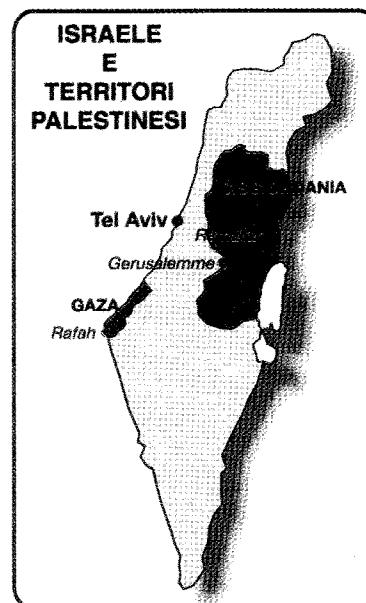 ISRAELE
E
TERRITORI
PALESTINESI
Tel Aviv
Gerusalemme
GAZA
Rafah